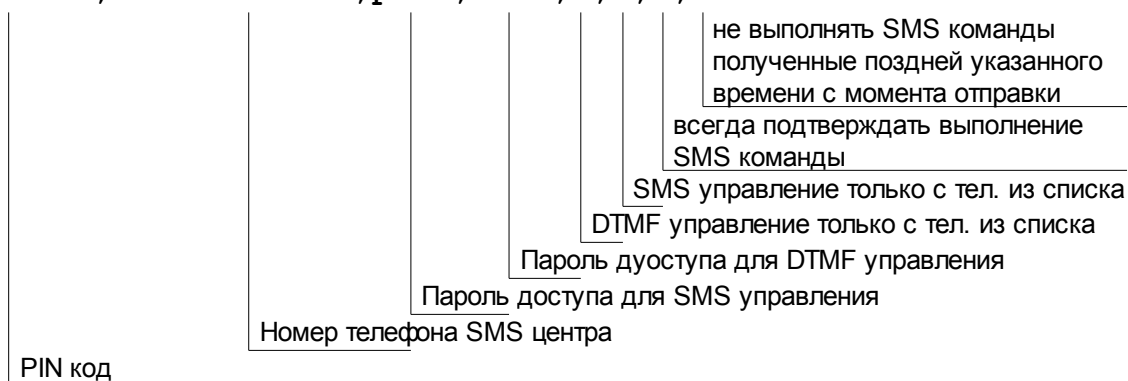 не выполнять SMS команды
полученные поздней указанного
времени с момента отправки
всегда подтверждать выполнение
SMS команды
SMS управление только с тел. из списка
DTMF управление только с тел. из списка
Пароль дуоступа для DTMF управления
Пароль доступа для SMS управления
Номер телефона SMS центра
PIN код